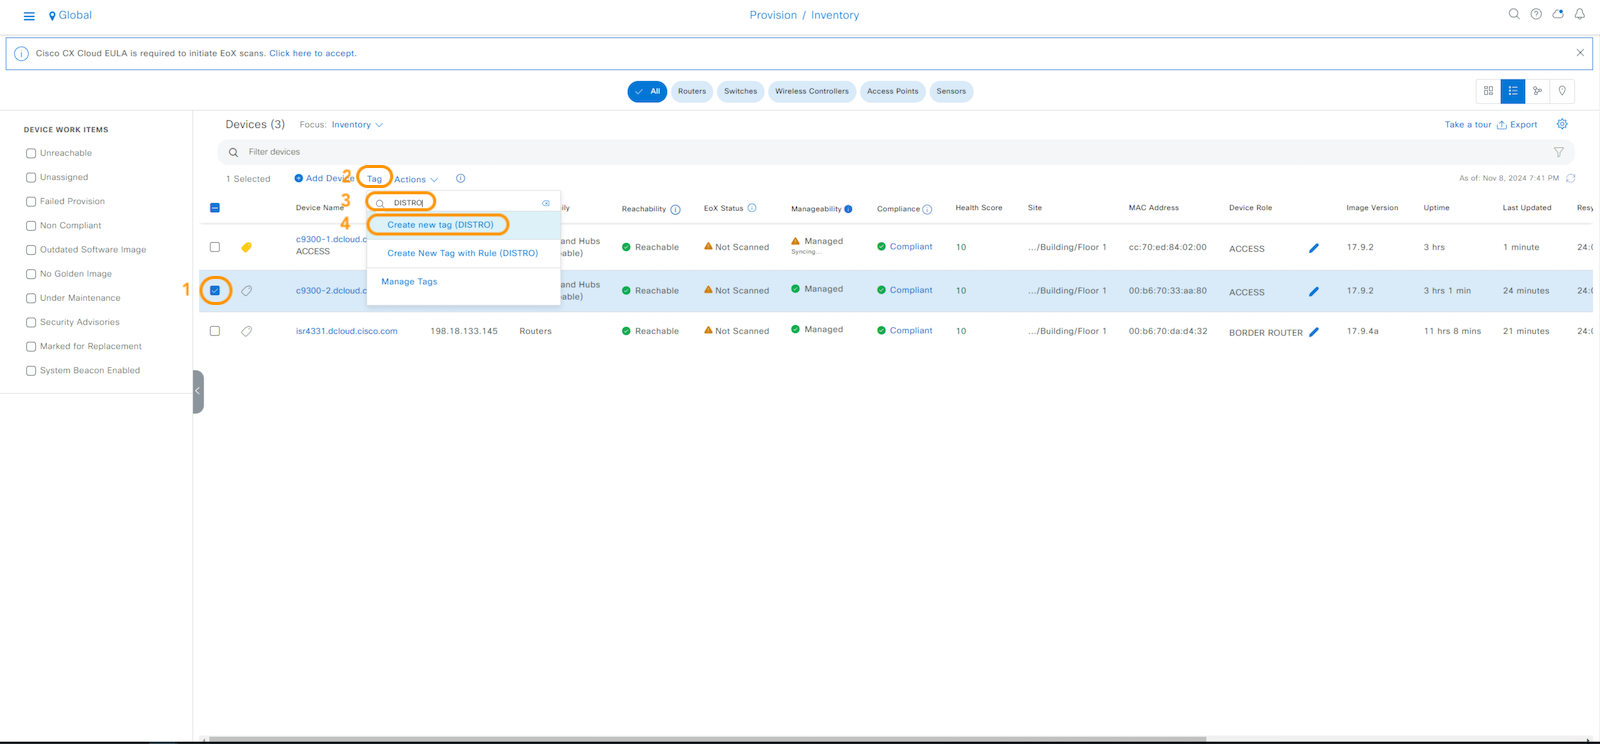 Global
Provision / Inventory
Cisco CX Cloud EULA is required to initiate EoX scans. Click here to accept.
All Routers Switches Wireless Controllers Access Points Sensors
DEVICE WORK ITEMS
Unreachable
Unassigned
Failed Provision
Non Compliant
Outdated Software Image
No Golden Image
Under Maintenance
Security Advisories
Marked for Replacement
System Beacon Enabled
Devices (3) Focus: Inventory
Take a tour Export
Filter devices
1 Selected Add Device 2 Tag Actions
As of: Nov 8, 2024 7:41 PM
3 DISTRO
4 Create new tag (DISTRO)
Create New Tag with Rule (DISTRO)
Manage Tags
Device Name ily Reachability EoX Status Manageability Compliance Health Score Site MAC Address Device Role Image Version Uptime Last Updated Resy
c9300-1.dcloud.c and Hubs Reachable Not Scanned Managed Compliant 10 .../Building/Floor 1 cc:70:ed:84:02:00 ACCESS 17.9.2 3 hrs 1 minute 24:0
ACCESS able) Syncing...
1 c9300-2.dcloud.c and Hubs Reachable Not Scanned Managed Compliant 10 .../Building/Floor 1 00:b6:70:33:aa:80 ACCESS 17.9.2 3 hrs 1 min 24 minutes 24:0
able)
isr4331.dcloud.cisco.com 198.18.133.145 Routers Reachable Not Scanned Managed Compliant 10 .../Building/Floor 1 00:b6:70:da:d4:32 BORDER ROUTER 17.9.4a 11 hrs 8 mins 21 minutes 24:0